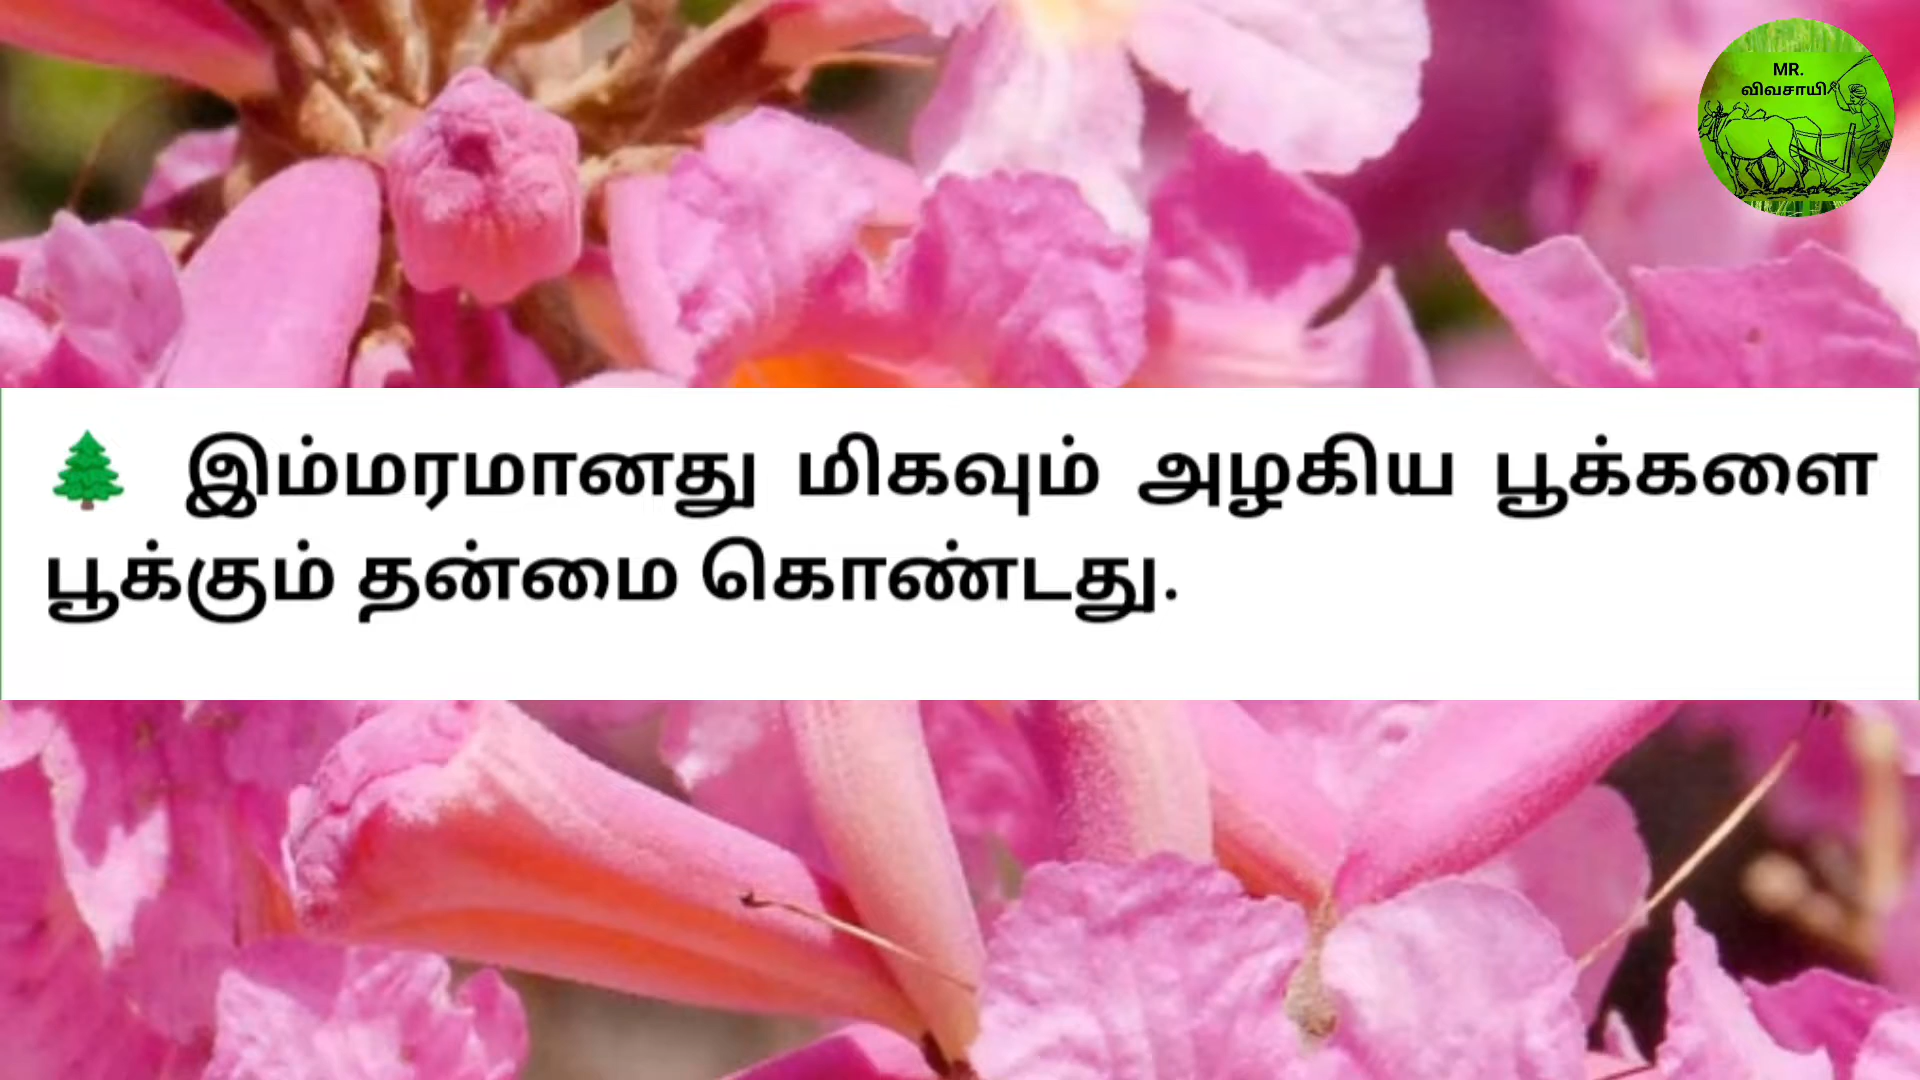 MR.
விவசாயி
🌲 இம்மரமானது மிகவும் அழகிய பூக்களை
பூக்கும் தன்மை கொண்டது.